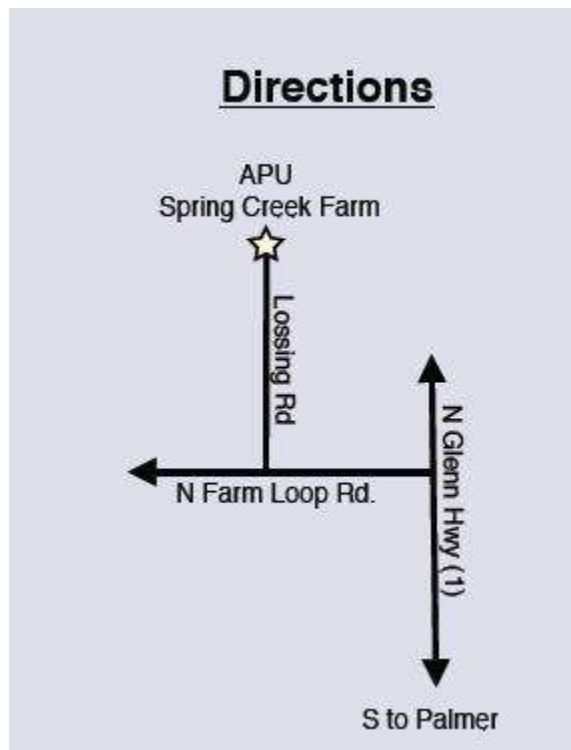 Directions
APU
Spring Creek Farm
Lossing Rd
N Glenn Hwy (1)
N Farm Loop Rd.
S to Palmer